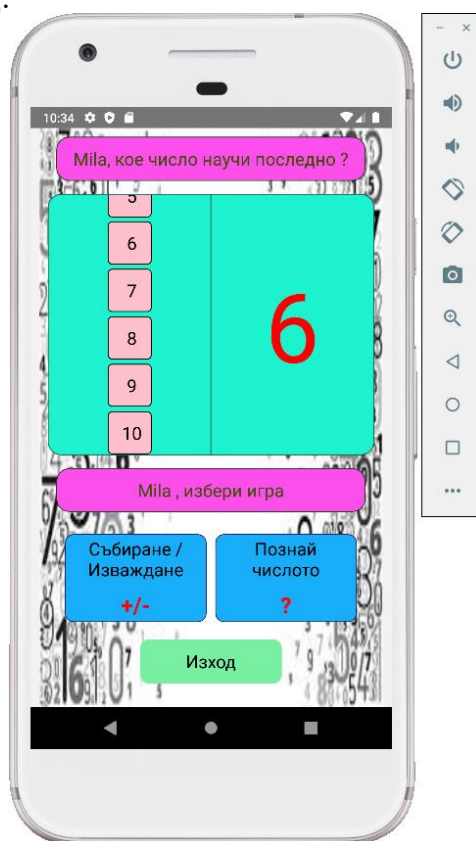 10:34
Mila, кое число научи последно ?
5
6
7
8
9
10
6
Mila , избери игра
Събиране /
Изваждане
+/-
Познай
числото
?
Изход